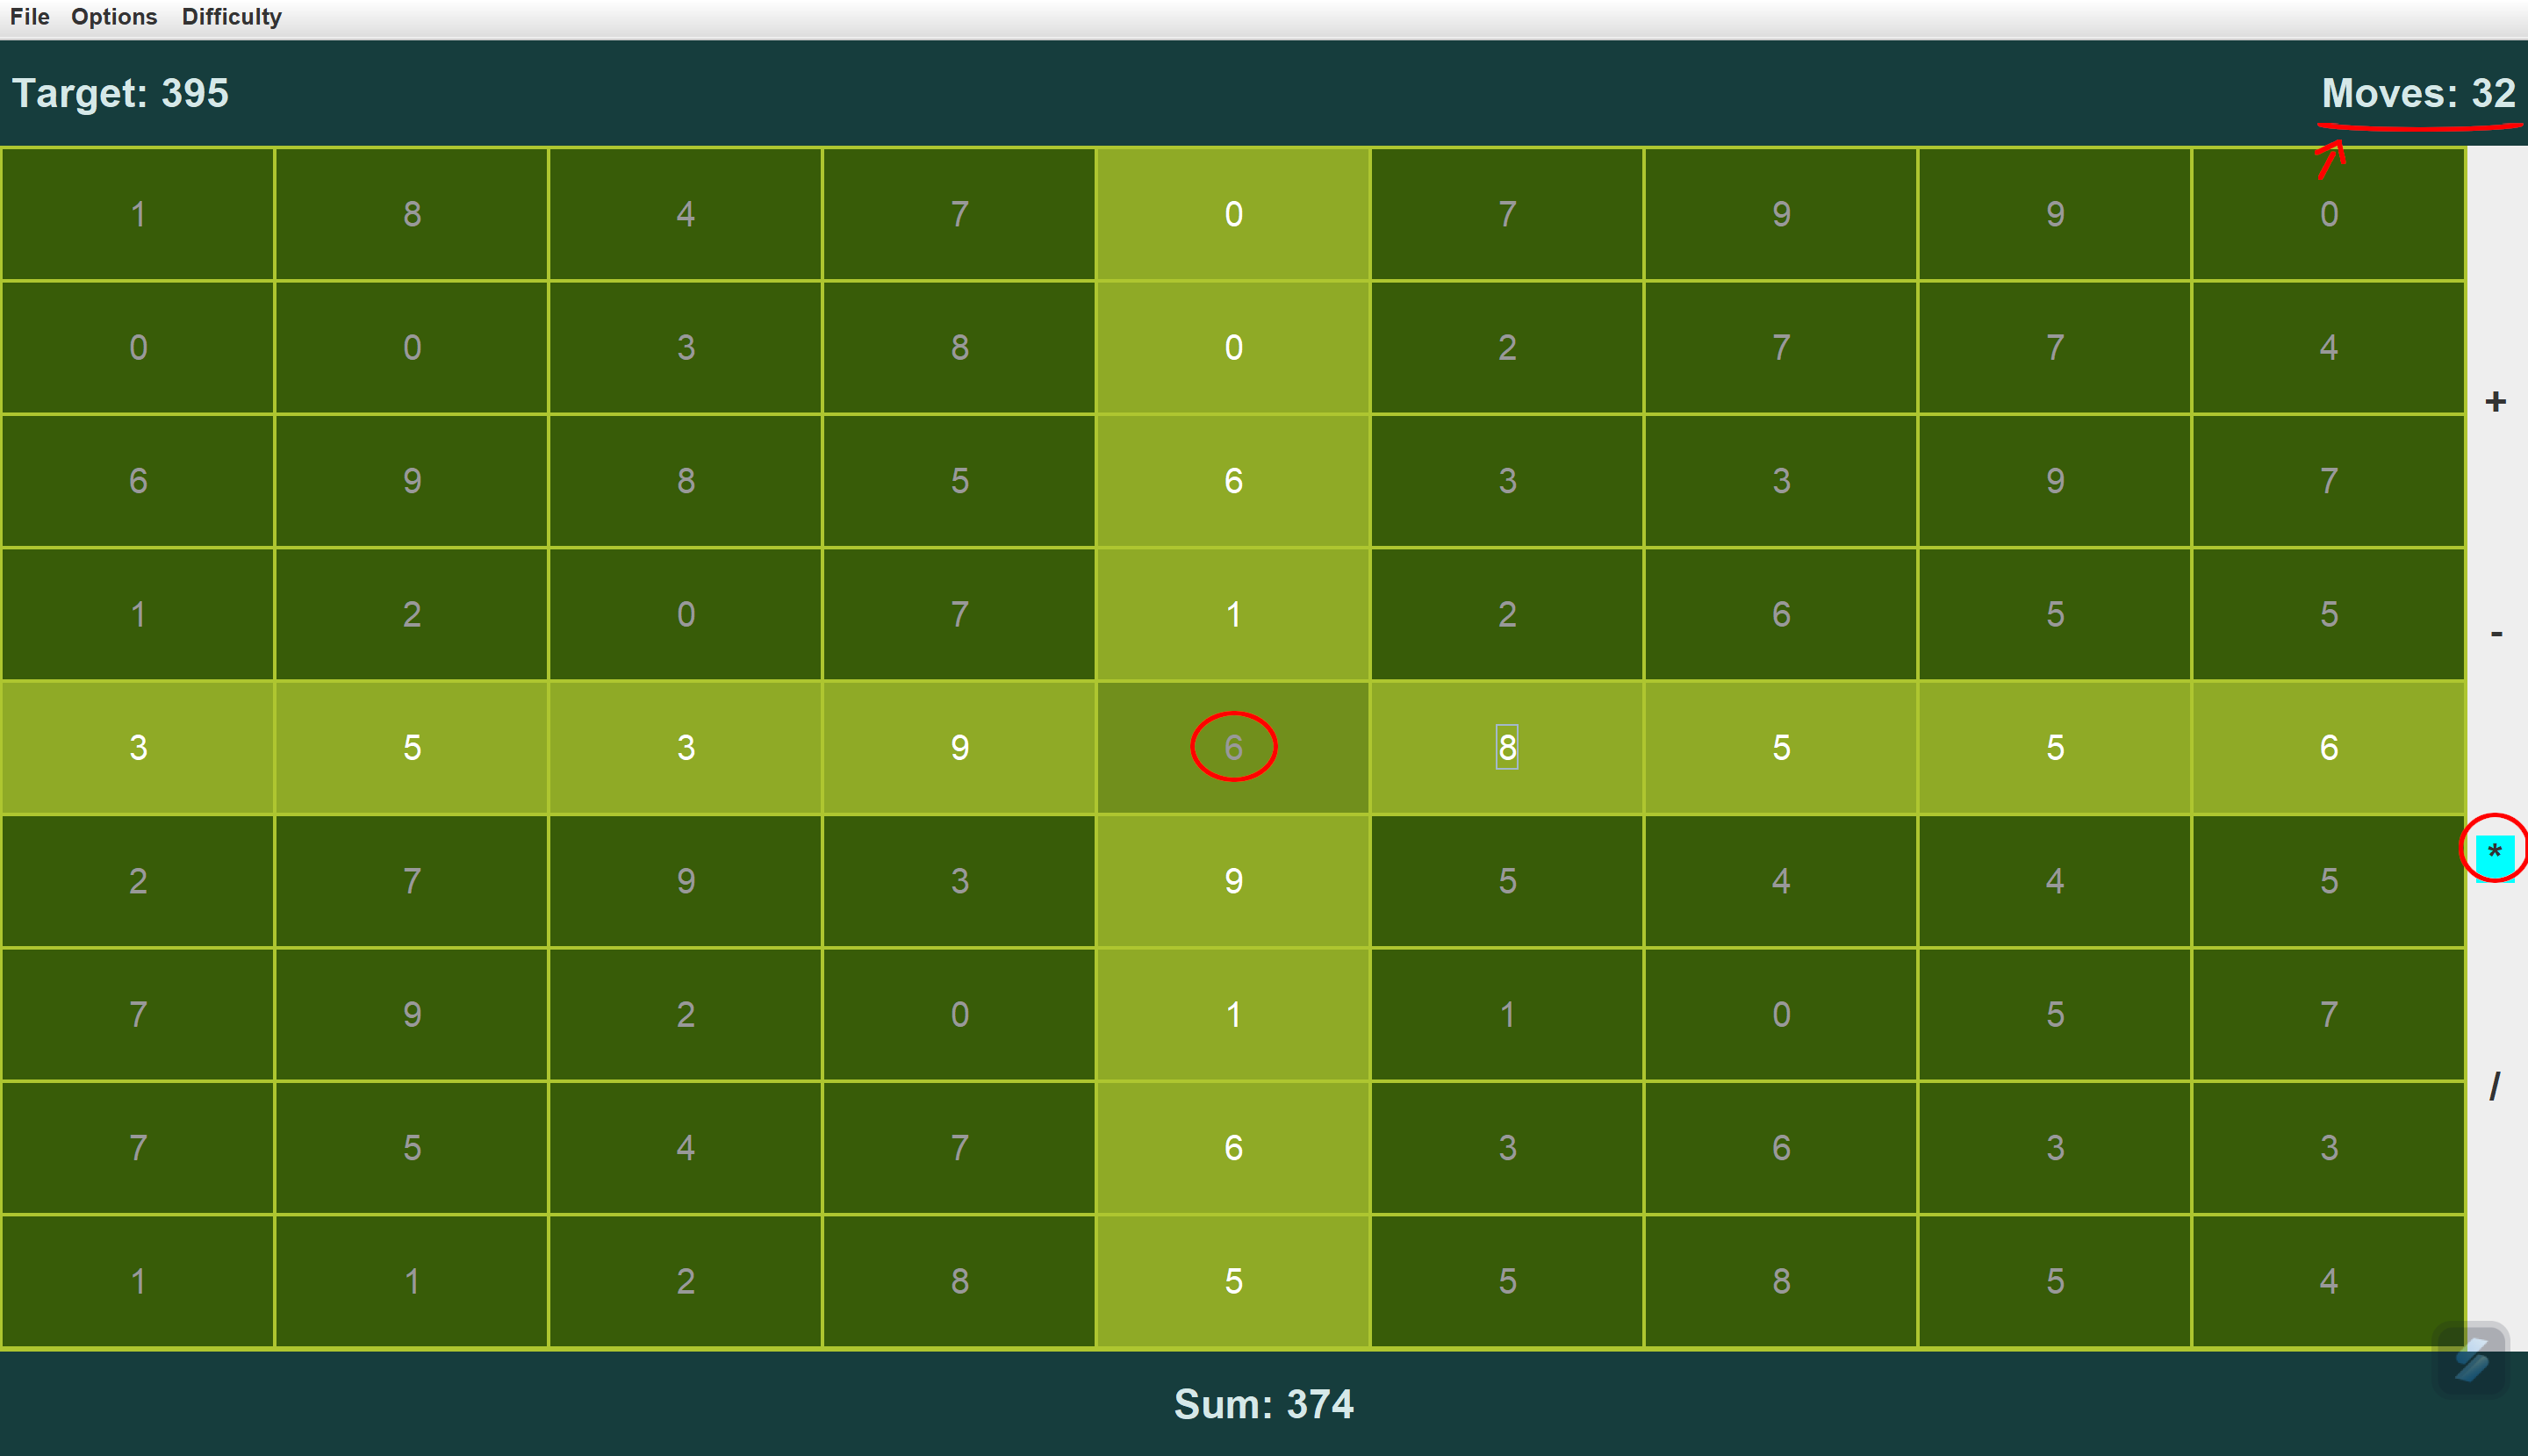 File Options Difficulty
Target: 395 Moves: 32
1 8 4 7 0 7 9 9 0
0 0 3 8 0 2 7 7 4
+
6 9 8 5 6 3 3 9 7
1 2 0 7 1 2 6 5 5
-
3 5 3 9 6 8 5 5 6
*
2 7 9 3 9 5 4 4 5
7 9 2 0 1 1 0 5 7
/
7 5 4 7 6 3 6 3 3
1 1 2 8 5 5 8 5 4
Sum: 374